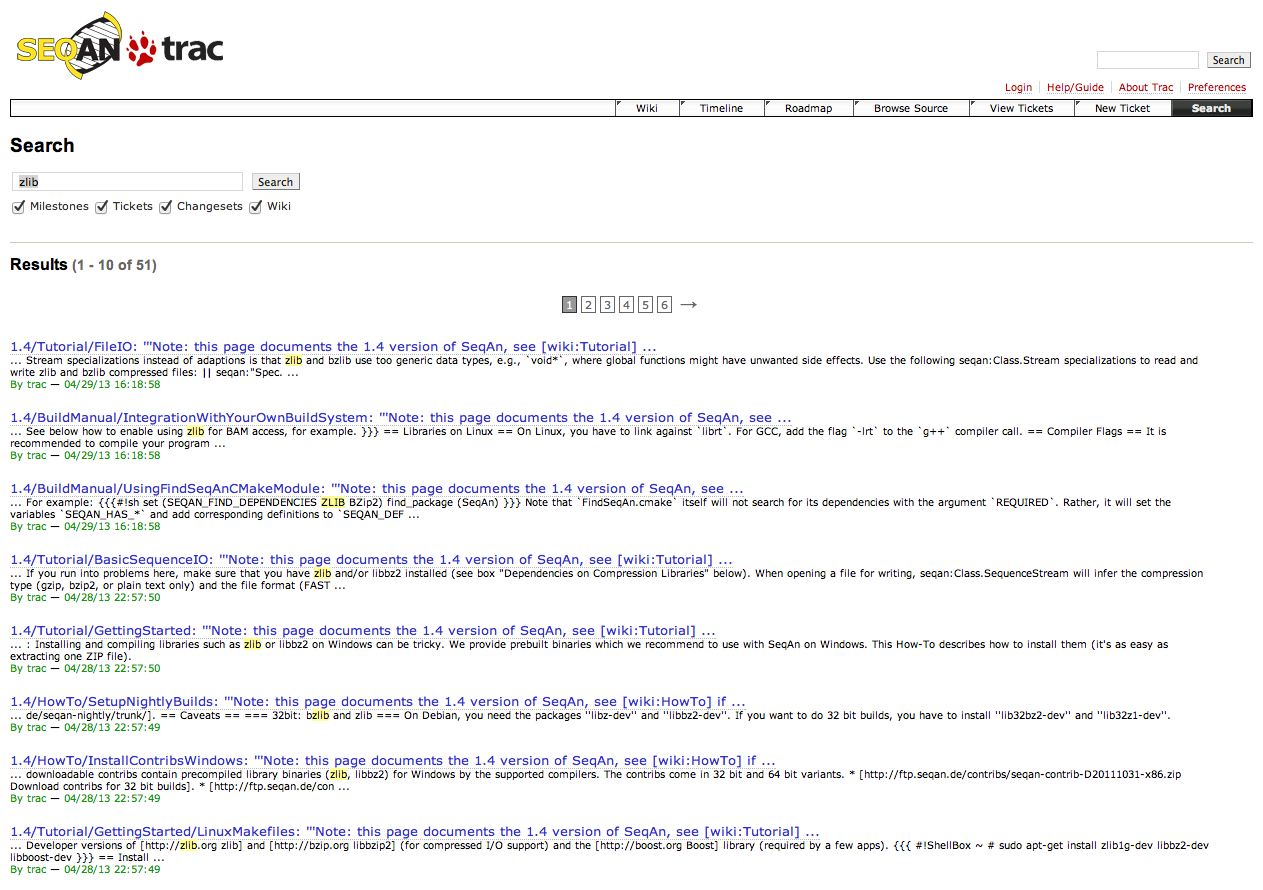 SEQAN trac
Search
Login Help/Guide About Trac Preferences
Wiki Timeline Roadmap Browse Source View Tickets New Ticket Search
Search
zlib Search
Milestones Tickets Changesets Wiki
Results (1 - 10 of 51)
1 2 3 4 5 6 →
1.4/Tutorial/FileIO: '"Note: this page documents the 1.4 version of SeqAn, see [wiki:Tutorial] ...
... Stream specializations instead of adaptions is that zlib and bzlib use too generic data types, e.g., `void*`, where global functions might have unwanted side effects. Use the following seqan:Class.Stream specializations to read and
write zlib and bzlib compressed files: || seqan:"Spec. ...
By trac — 04/29/13 16:18:58
1.4/BuildManual/IntegrationWithYourOwnBuildSystem: '"Note: this page documents the 1.4 version of SeqAn, see ...
... See below how to enable using zlib for BAM access, for example. }}} == Libraries on Linux == On Linux, you have to link against `librt`. For GCC, add the flag `-lrt` to the `g++` compiler call. == Compiler Flags == It is
recommended to compile your program ...
By trac — 04/29/13 16:18:58
1.4/BuildManual/UsingFindSeqAnCMakeModule: '"Note: this page documents the 1.4 version of SeqAn, see ...
... For example: {{{#!sh set (SEQAN_FIND_DEPENDENCIES ZLIB BZip2) find_package (SeqAn) }}} Note that `FindSeqAn.cmake` itself will not search for its dependencies with the argument `REQUIRED`. Rather, it will set the
variables `SEQAN_HAS_*` and add corresponding definitions to `SEQAN_DEF ...
By trac — 04/29/13 16:18:58
1.4/Tutorial/BasicSequenceIO: '"Note: this page documents the 1.4 version of SeqAn, see [wiki:Tutorial] ...
... If you run into problems here, make sure that you have zlib and/or libbz2 installed (see box "Dependencies on Compression Libraries" below). When opening a file for writing, seqan:Class.SequenceStream will infer the compression
type (gzip, bzip2, or plain text only) and the file format (FAST ...
By trac — 04/28/13 22:57:50
1.4/Tutorial/GettingStarted: '"Note: this page documents the 1.4 version of SeqAn, see [wiki:Tutorial] ...
... : Installing and compiling libraries such as zlib or libbz2 on Windows can be tricky. We provide prebuilt binaries which we recommend to use with SeqAn on Windows. This How-To describes how to install them (it's as easy as
extracting one ZIP file).
By trac — 04/28/13 22:57:50
1.4/HowTo/SetupNightlyBuilds: '"Note: this page documents the 1.4 version of SeqAn, see [wiki:HowTo] if ...
... de/seqan-nightly/trunk/]. == Caveats == === 32bit: bzlib and zlib === On Debian, you need the packages ''libz-dev'' and ''libbz2-dev''. If you want to do 32 bit builds, you have to install ''lib32bz2-dev'' and ''lib32z1-dev''.
By trac — 04/28/13 22:57:49
1.4/HowTo/InstallContribsWindows: '"Note: this page documents the 1.4 version of SeqAn, see [wiki:HowTo] if ...
... downloadable contribs contain precompiled library binaries (zlib, libbz2) for Windows by the supported compilers. The contribs come in 32 bit and 64 bit variants. * [http://ftp.seqan.de/contribs/seqan-contrib-D20111031-x86.zip
Download contribs for 32 bit builds]. * [http://ftp.seqan.de/con ...
By trac — 04/28/13 22:57:49
1.4/Tutorial/GettingStarted/LinuxMakefiles: '"Note: this page documents the 1.4 version of SeqAn, see [wiki:Tutorial] ...
... Developer versions of [http://zlib.org zlib] and [http://bzip.org libbzip2] (for compressed I/O support) and the [http://boost.org Boost] library (required by a few apps). {{{ #!ShellBox ~ # sudo apt-get install zlib1g-dev libbz2-dev
libboost-dev }}} == Install ...
By trac — 04/28/13 22:57:49